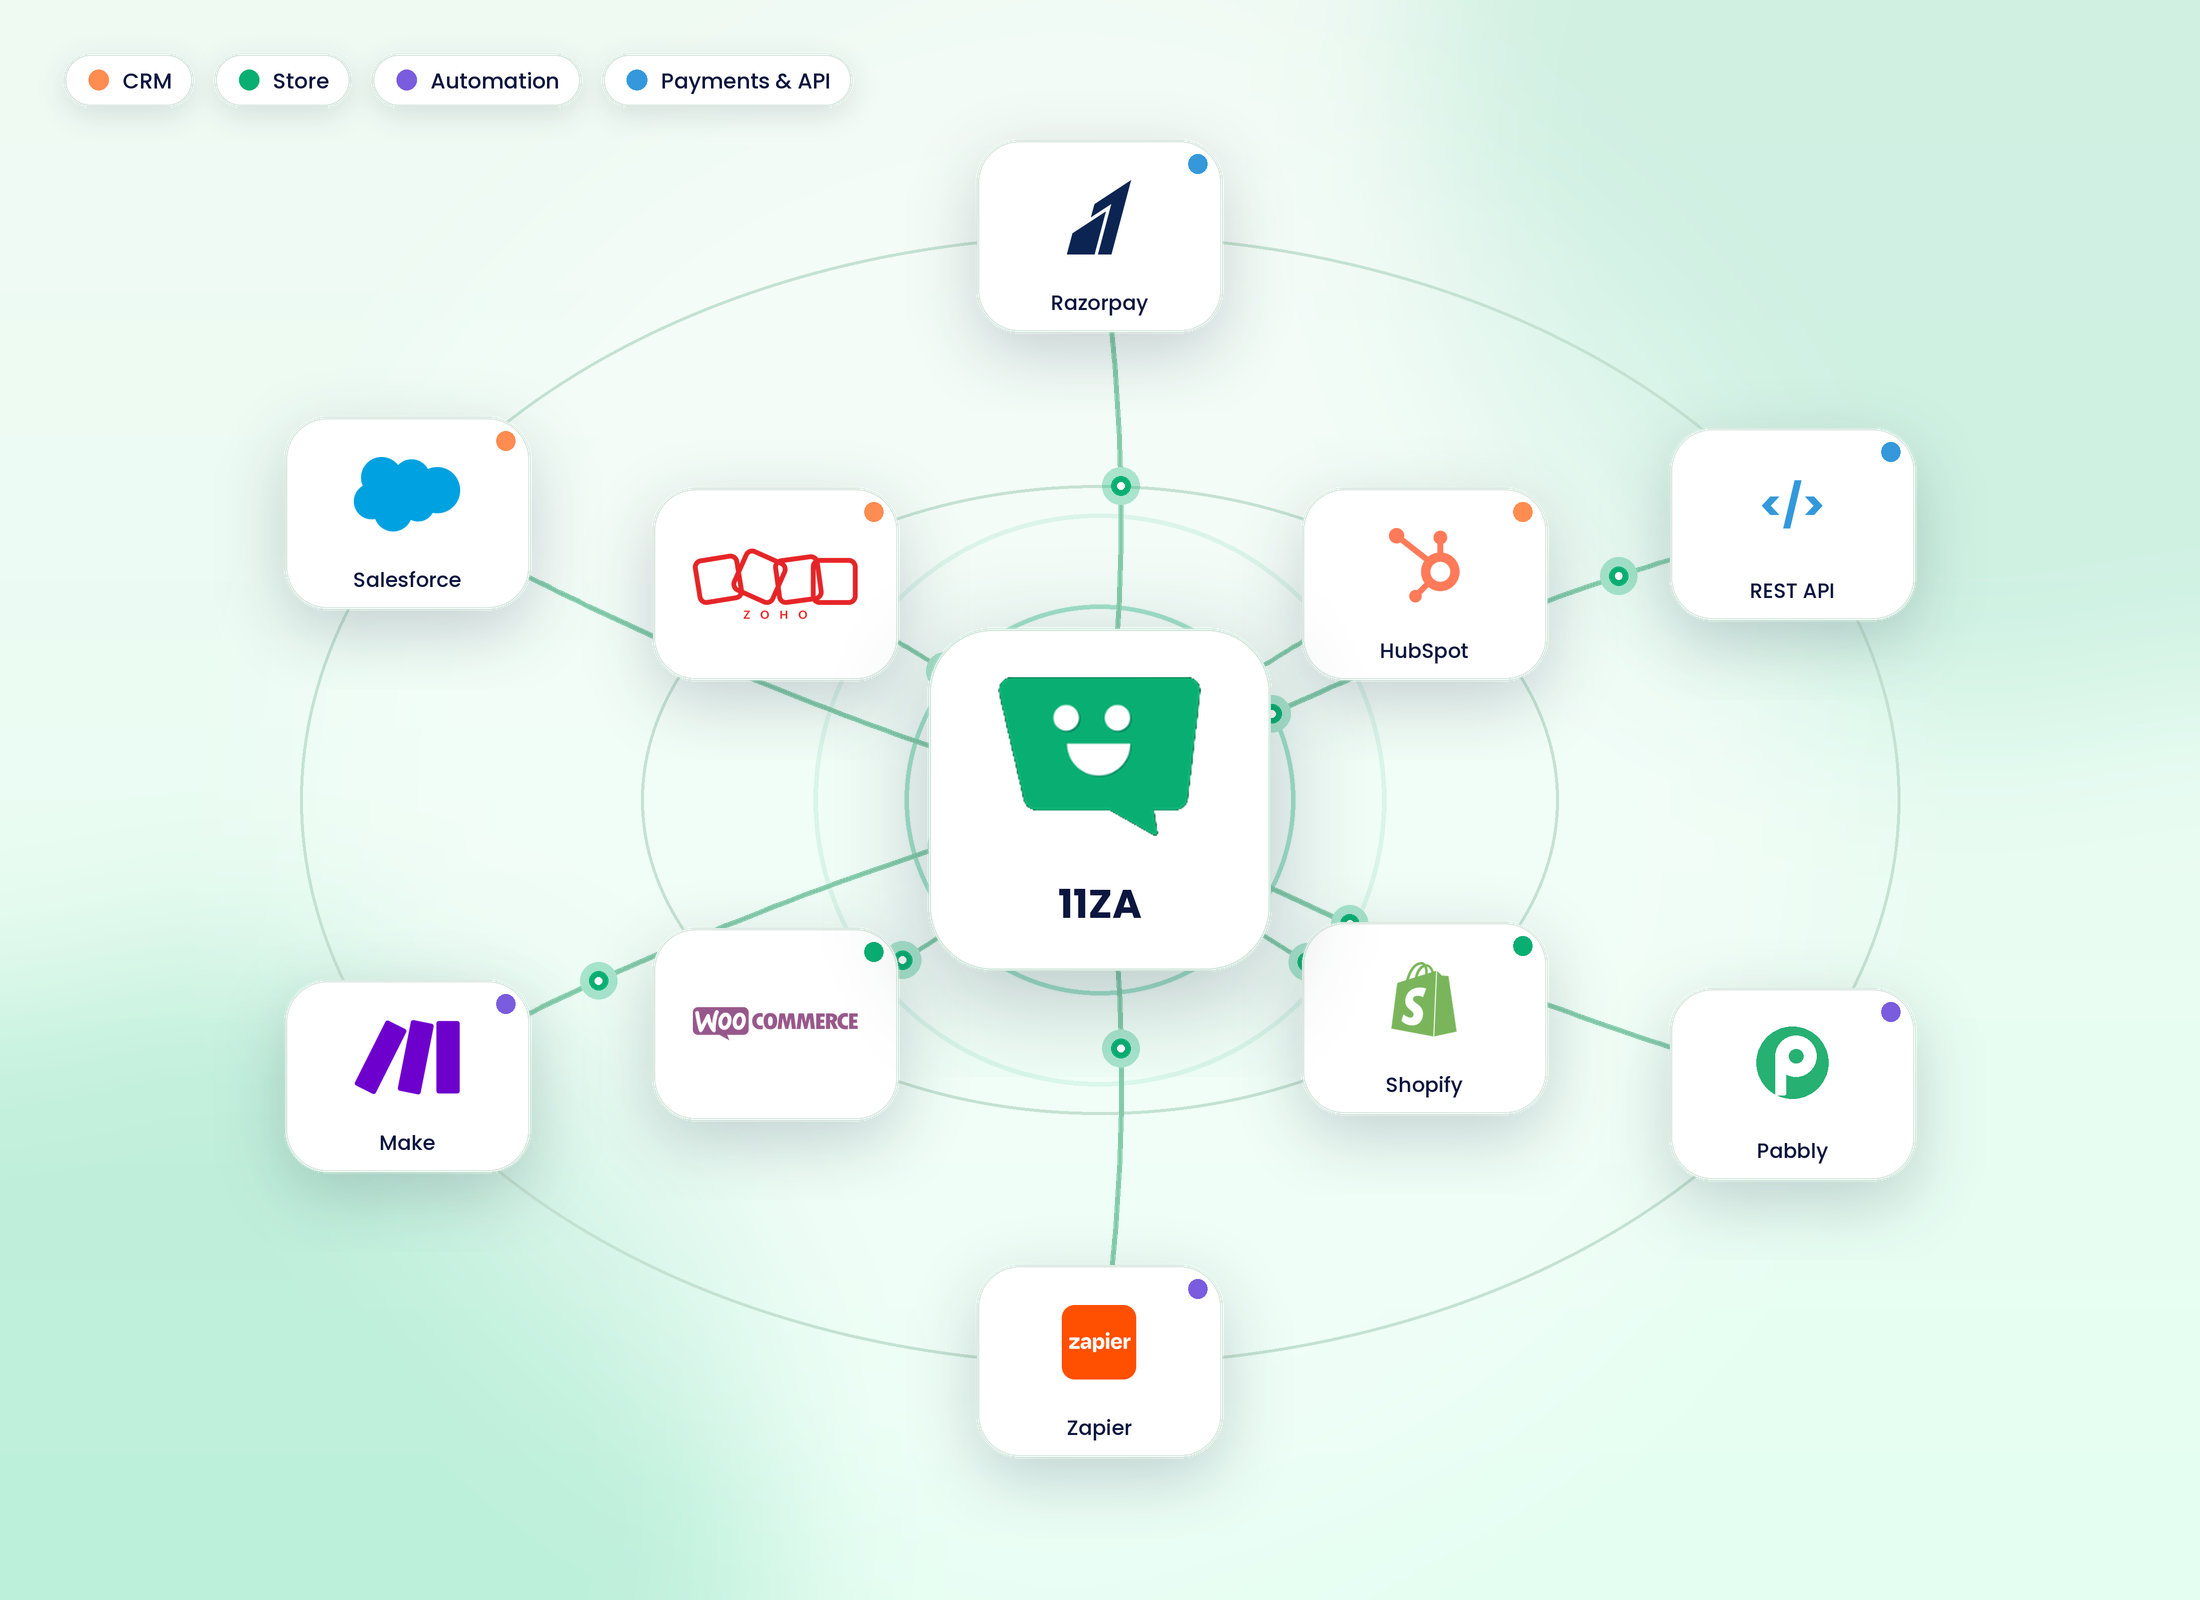 CRM
Store
Automation
Payments & API
Razorpay
Salesforce
ZOHO
HubSpot
</>
REST API
11ZA
Make
WOO COMMERCE
S
Shopify
Pabbly
zapier
Zapier